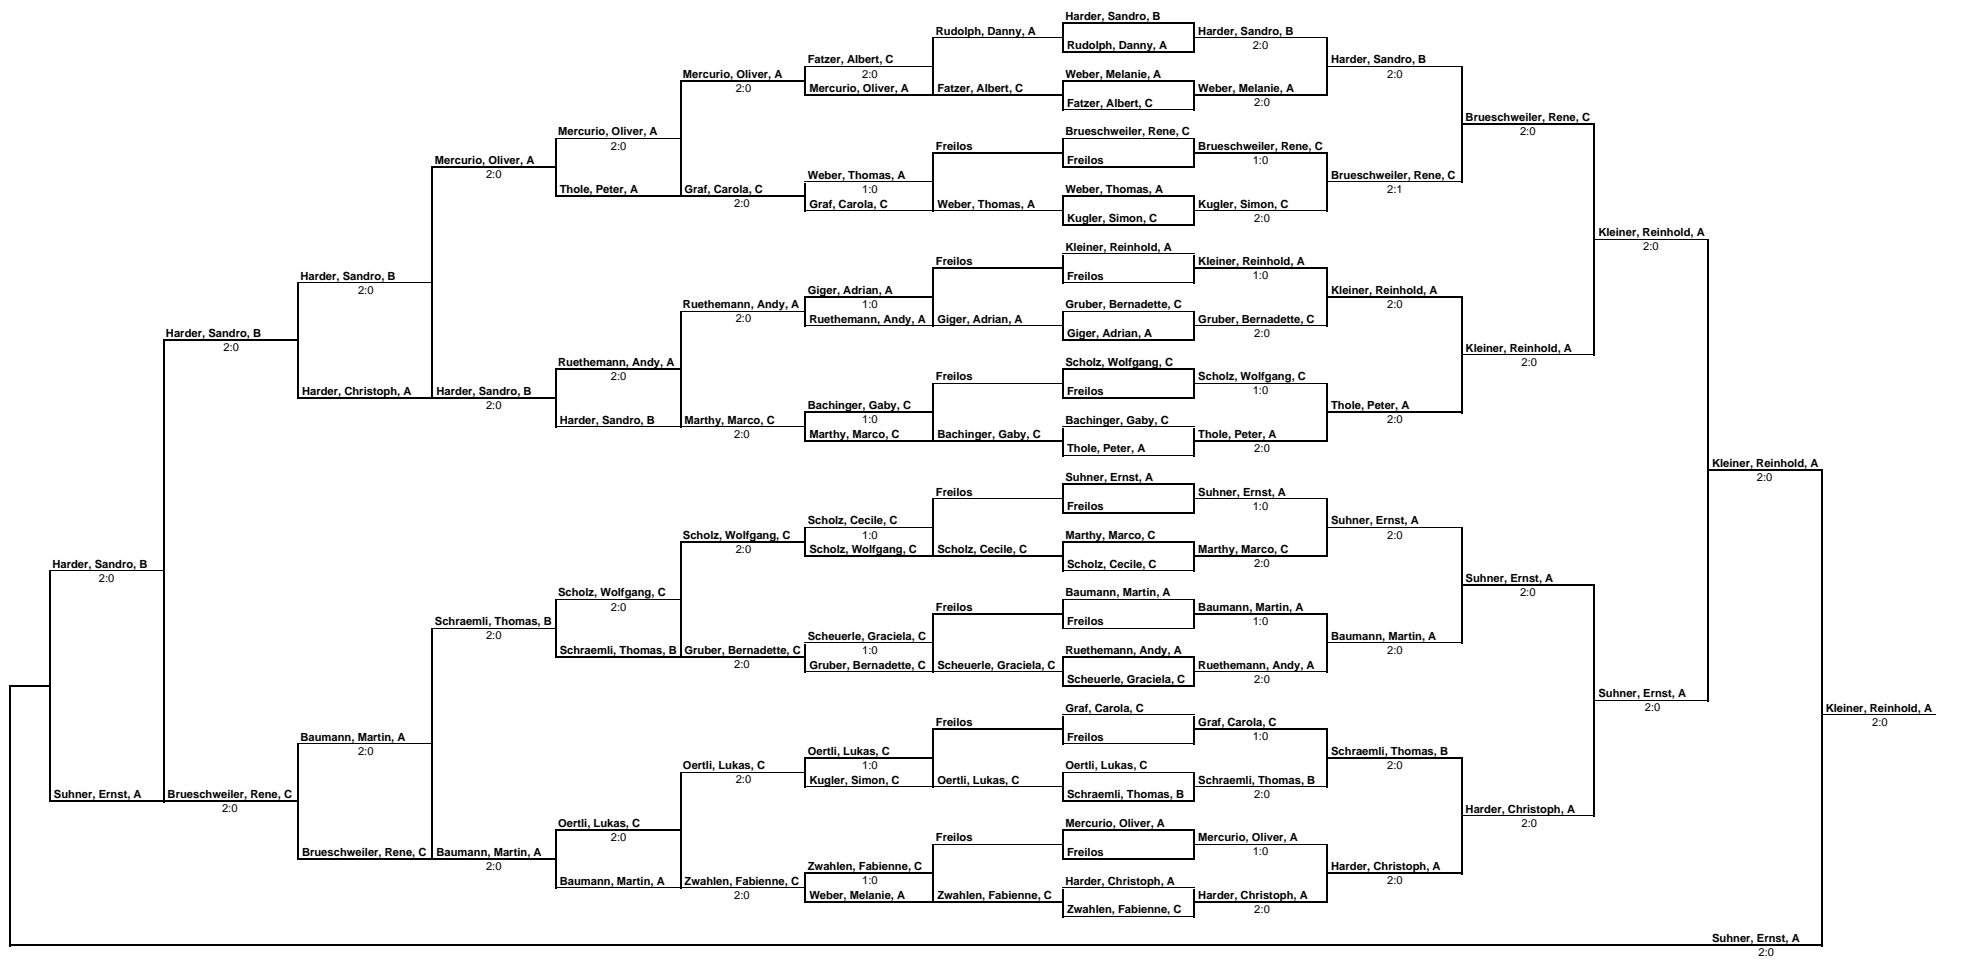 Harder, Sandro, B
Rudolph, Danny, A
Harder, Sandro, B
Rudolph, Danny, A
2:0
Fatzer, Albert, C
Harder, Sandro, B
2:0
2:0
Mercurio, Oliver, A
Weber, Melanie, A
2:0
Mercurio, Oliver, A
Fatzer, Albert, C
Weber, Melanie, A
Fatzer, Albert, C
2:0
Brueschweiler, Rene, C
2:0
Mercurio, Oliver, A
Brueschweiler, Rene, C
2:0
Freilos
Brueschweiler, Rene, C
Freilos
1:0
Mercurio, Oliver, A
2:0
Weber, Thomas, A
Brueschweiler, Rene, C
1:0
2:1
Thole, Peter, A
Graf, Carola, C
Weber, Thomas, A
2:0
Graf, Carola, C
Weber, Thomas, A
Kugler, Simon, C
Kugler, Simon, C
2:0
Kleiner, Reinhold, A
2:0
Kleiner, Reinhold, A
Freilos
Kleiner, Reinhold, A
Harder, Sandro, B
Freilos
1:0
2:0
Giger, Adrian, A
Kleiner, Reinhold, A
Ruethemann, Andy, A
1:0
Gruber, Bernadette, C
2:0
2:0
Ruethemann, Andy, A
Giger, Adrian, A
Gruber, Bernadette, C
Harder, Sandro, B
Giger, Adrian, A
2:0
2:0
Kleiner, Reinhold, A
2:0
Ruethemann, Andy, A
Scholz, Wolfgang, C
2:0
Freilos
Scholz, Wolfgang, C
Harder, Christoph, A
Harder, Sandro, B
Freilos
1:0
2:0
Bachinger, Gaby, C
Thole, Peter, A
Harder, Sandro, B
Marthy, Marco, C
1:0
Bachinger, Gaby, C
2:0
2:0
Marthy, Marco, C
Bachinger, Gaby, C
Thole, Peter, A
Thole, Peter, A
2:0
Kleiner, Reinhold, A
2:0
Suhner, Ernst, A
Freilos
Suhner, Ernst, A
Freilos
1:0
Scholz, Cecile, C
Suhner, Ernst, A
Scholz, Wolfgang, C
1:0
Marthy, Marco, C
2:0
2:0
Scholz, Wolfgang, C
Scholz, Cecile, C
Marthy, Marco, C
Harder, Sandro, B
Scholz, Cecile, C
2:0
2:0
Suhner, Ernst, A
2:0
Scholz, Wolfgang, C
Baumann, Martin, A
2:0
Freilos
Baumann, Martin, A
Schraemli, Thomas, B
Freilos
1:0
2:0
Scheuerle, Graciela, C
Baumann, Martin, A
Schraemli, Thomas, B
Gruber, Bernadette, C
1:0
Ruethemann, Andy, A
2:0
2:0
Gruber, Bernadette, C
Scheuerle, Graciela, C
Ruethemann, Andy, A
Scheuerle, Graciela, C
2:0
Suhner, Ernst, A
2:0
Graf, Carola, C
Kleiner, Reinhold, A
2:0
Freilos
Graf, Carola, C
Baumann, Martin, A
Freilos
1:0
2:0
Oertli, Lukas, C
Schraemli, Thomas, B
Oertli, Lukas, C
1:0
Oertli, Lukas, C
2:0
2:0
Kugler, Simon, C
Oertli, Lukas, C
Schraemli, Thomas, B
Suhner, Ernst, A
Brueschweiler, Rene, C
Schraemli, Thomas, B
2:0
2:0
Harder, Christoph, A
2:0
Oertli, Lukas, C
Mercurio, Oliver, A
2:0
Freilos
Mercurio, Oliver, A
Brueschweiler, Rene, C
Baumann, Martin, A
Freilos
1:0
2:0
Zwahlen, Fabienne, C
Harder, Christoph, A
Baumann, Martin, A
Zwahlen, Fabienne, C
1:0
Harder, Christoph, A
2:0
2:0
Weber, Melanie, A
Zwahlen, Fabienne, C
Harder, Christoph, A
Zwahlen, Fabienne, C
2:0
Suhner, Ernst, A
2:0